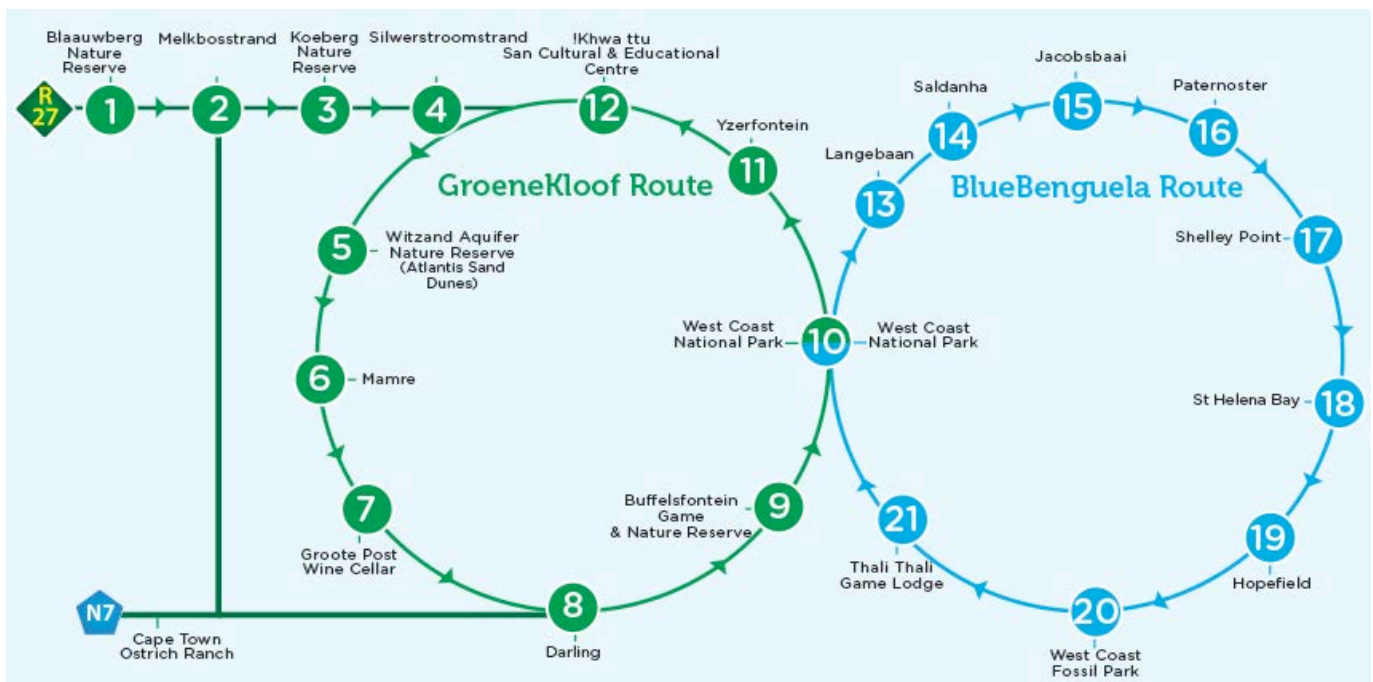 Blaauwberg
Nature
Reserve
Melkbosstrand
Koeberg
Nature
Reserve
Silwerstroomstrand
!Khwa ttu
San Cultural & Educational
Centre
R
27
1
2
3
4
12
Yzerfontein
11
GroeneKloof Route
5
Witzand Aquifer
Nature Reserve
(Atlantis Sand
Dunes)
6
Mamre
7
Groote Post
Wine Cellar
Buffelsfontein
Game
& Nature Reserve
9
8
Darling
N7
Cape Town
Ostrich Ranch
West Coast
National Park
10
West Coast
National Park
Langebaan
13
Saldanha
14
Jacobsbaai
15
Paternoster
16
BlueBenguela Route
Shelley Point
17
St Helena Bay
18
19
Hopefield
20
West Coast
Fossil Park
21
Thali Thali
Game Lodge